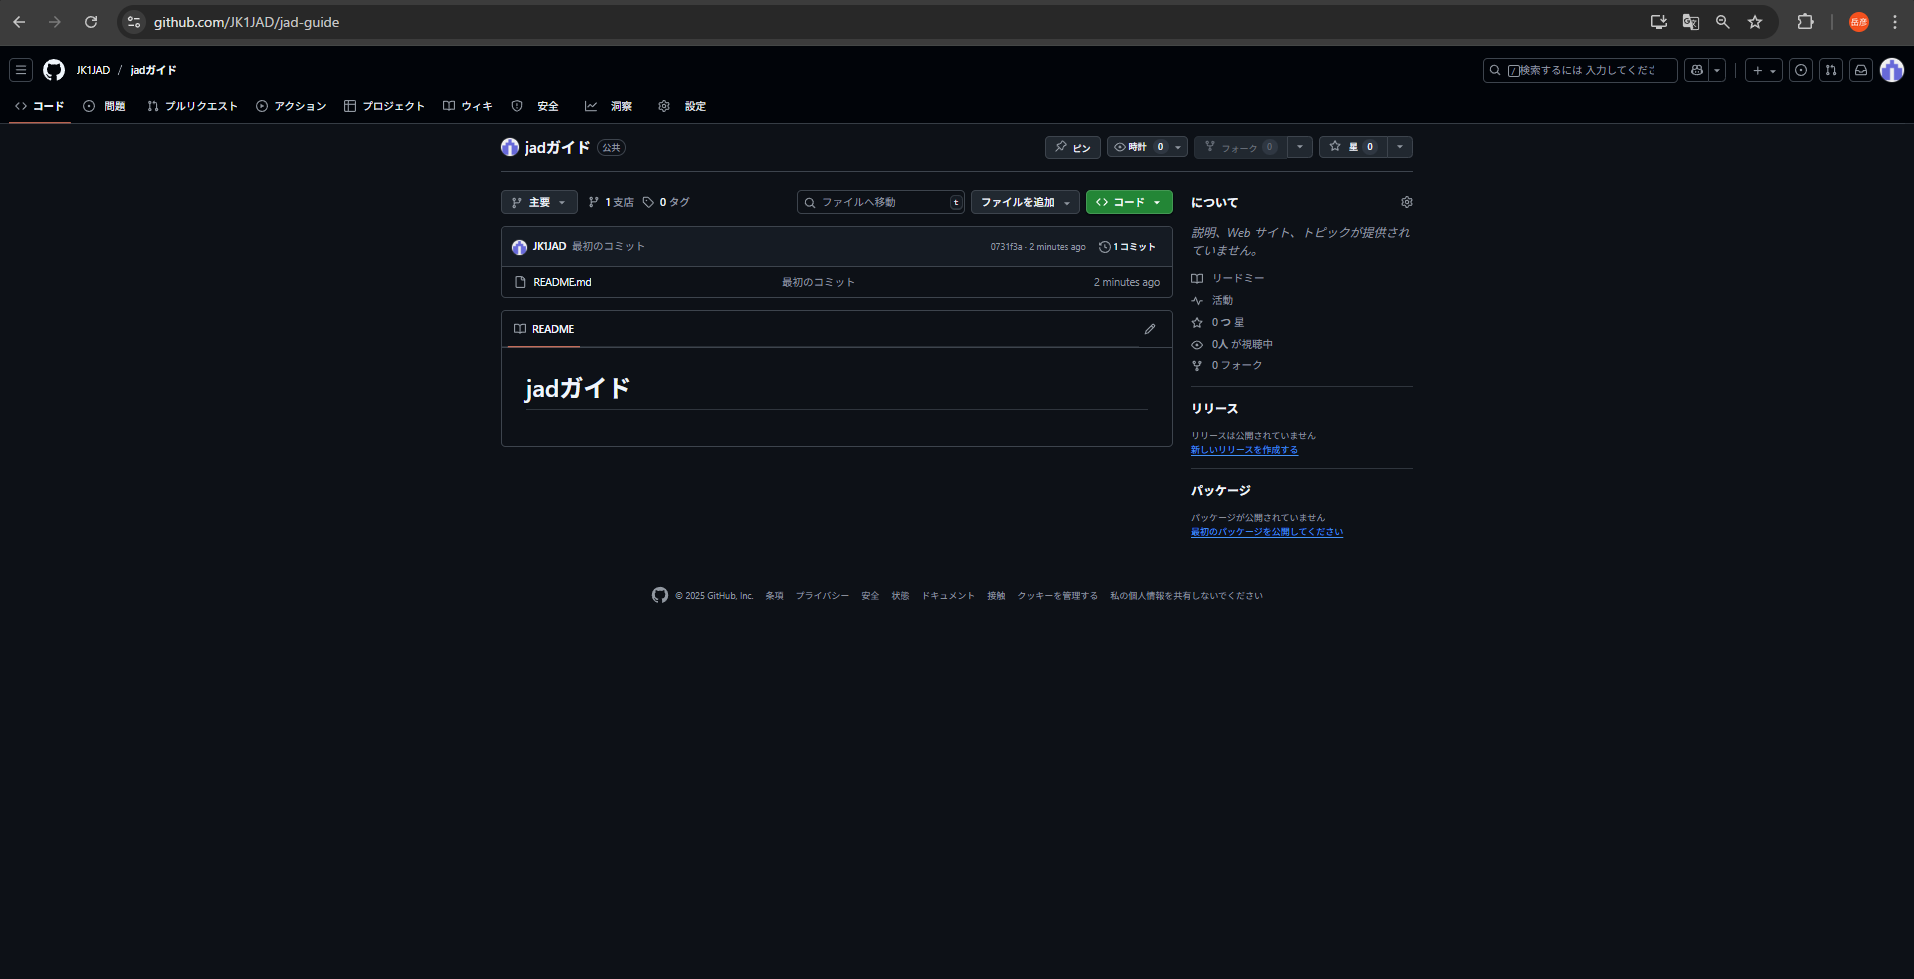 github.com/JK1JAD/jad-guide
岳彦
JK1JAD / jadガイド
/検索するには 入力してくださ
コード 問題 プルリクエスト アクション プロジェクト ウィキ 安全 洞察 設定
jadガイド 公共
ピン 時計 0 フォーク 0 星 0
主要 1 支店 0 タグ ファイルへ移動 t ファイルを追加 コード
JK1JAD 最初のコミット 0731f3a · 2 minutes ago 1 コミット
README.md 最初のコミット 2 minutes ago
README
jadガイド
について
説明、Web サイト、トピックが提供され
ていません。
リードミー
活動
0 つ 星
0人 が視聴中
0 フォーク
リリース
リリースは公開されていません
新しいリリースを作成する
パッケージ
パッケージが公開されていません
最初のパッケージを公開してください
© 2025 GitHub, Inc. 条項 プライバシー 安全 状態 ドキュメント 接触 クッキーを管理する 私の個人情報を共有しないでください